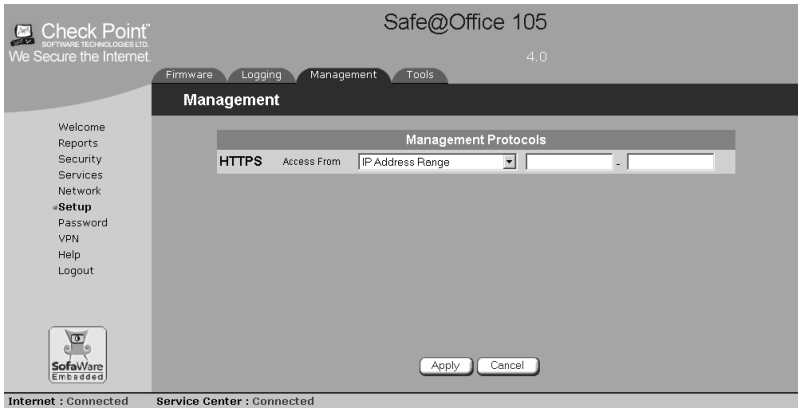 Check Point™
SOFTWARE TECHNOLOGIES LTD.
We Secure the Internet.
Safe@Office 105
4.0
Firmware Logging Management Tools
Management
Welcome
Reports
Security
Services
Network
Setup
Password
VPN
Help
Logout
Management Protocols
HTTPS Access From IP Address Range -
SofaWare
Embedded
Apply Cancel
Internet : Connected Service Center : Connected